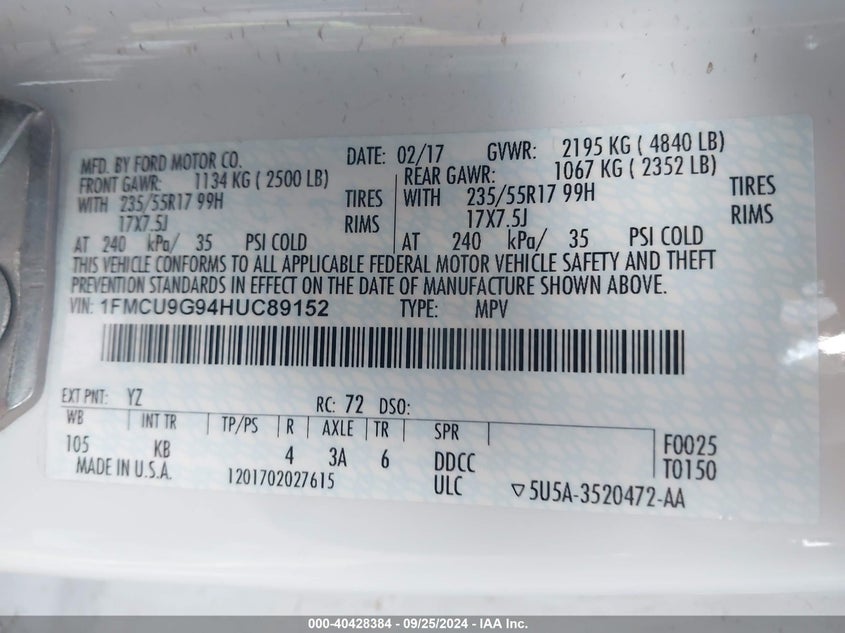 MFD. BY FORD MOTOR CO. DATE: 02/17 GVWR: 2195 KG ( 4840 LB)
FRONT GAWR: 1134 KG ( 2500 LB) REAR GAWR: 1067 KG ( 2352 LB)
WITH 235/55R17 99H TIRES WITH 235/55R17 99H TIRES
17X7.5J RIMS 17X7.5J RIMS
AT 240 kPa/ 35 PSI COLD AT 240 kPa/ 35 PSI COLD
THIS VEHICLE CONFORMS TO ALL APPLICABLE FEDERAL MOTOR VEHICLE SAFETY AND THEFT
PREVENTION STANDARDS IN EFFECT ON THE DATE OF MANUFACTURE SHOWN ABOVE.
VIN: 1FMCU9G94HUC89152 TYPE: MPV
EXT PNT: YZ RC: 72 DSO:
WB INT TR TP/PS R AXLE TR SPR
105 KB 4 3A 6 DDCC F0025
MADE IN U.S.A. 1201702027615 ULC ▽5U5A-3520472-AA T0150
000-40428384 - 09/25/2024 - IAA Inc.